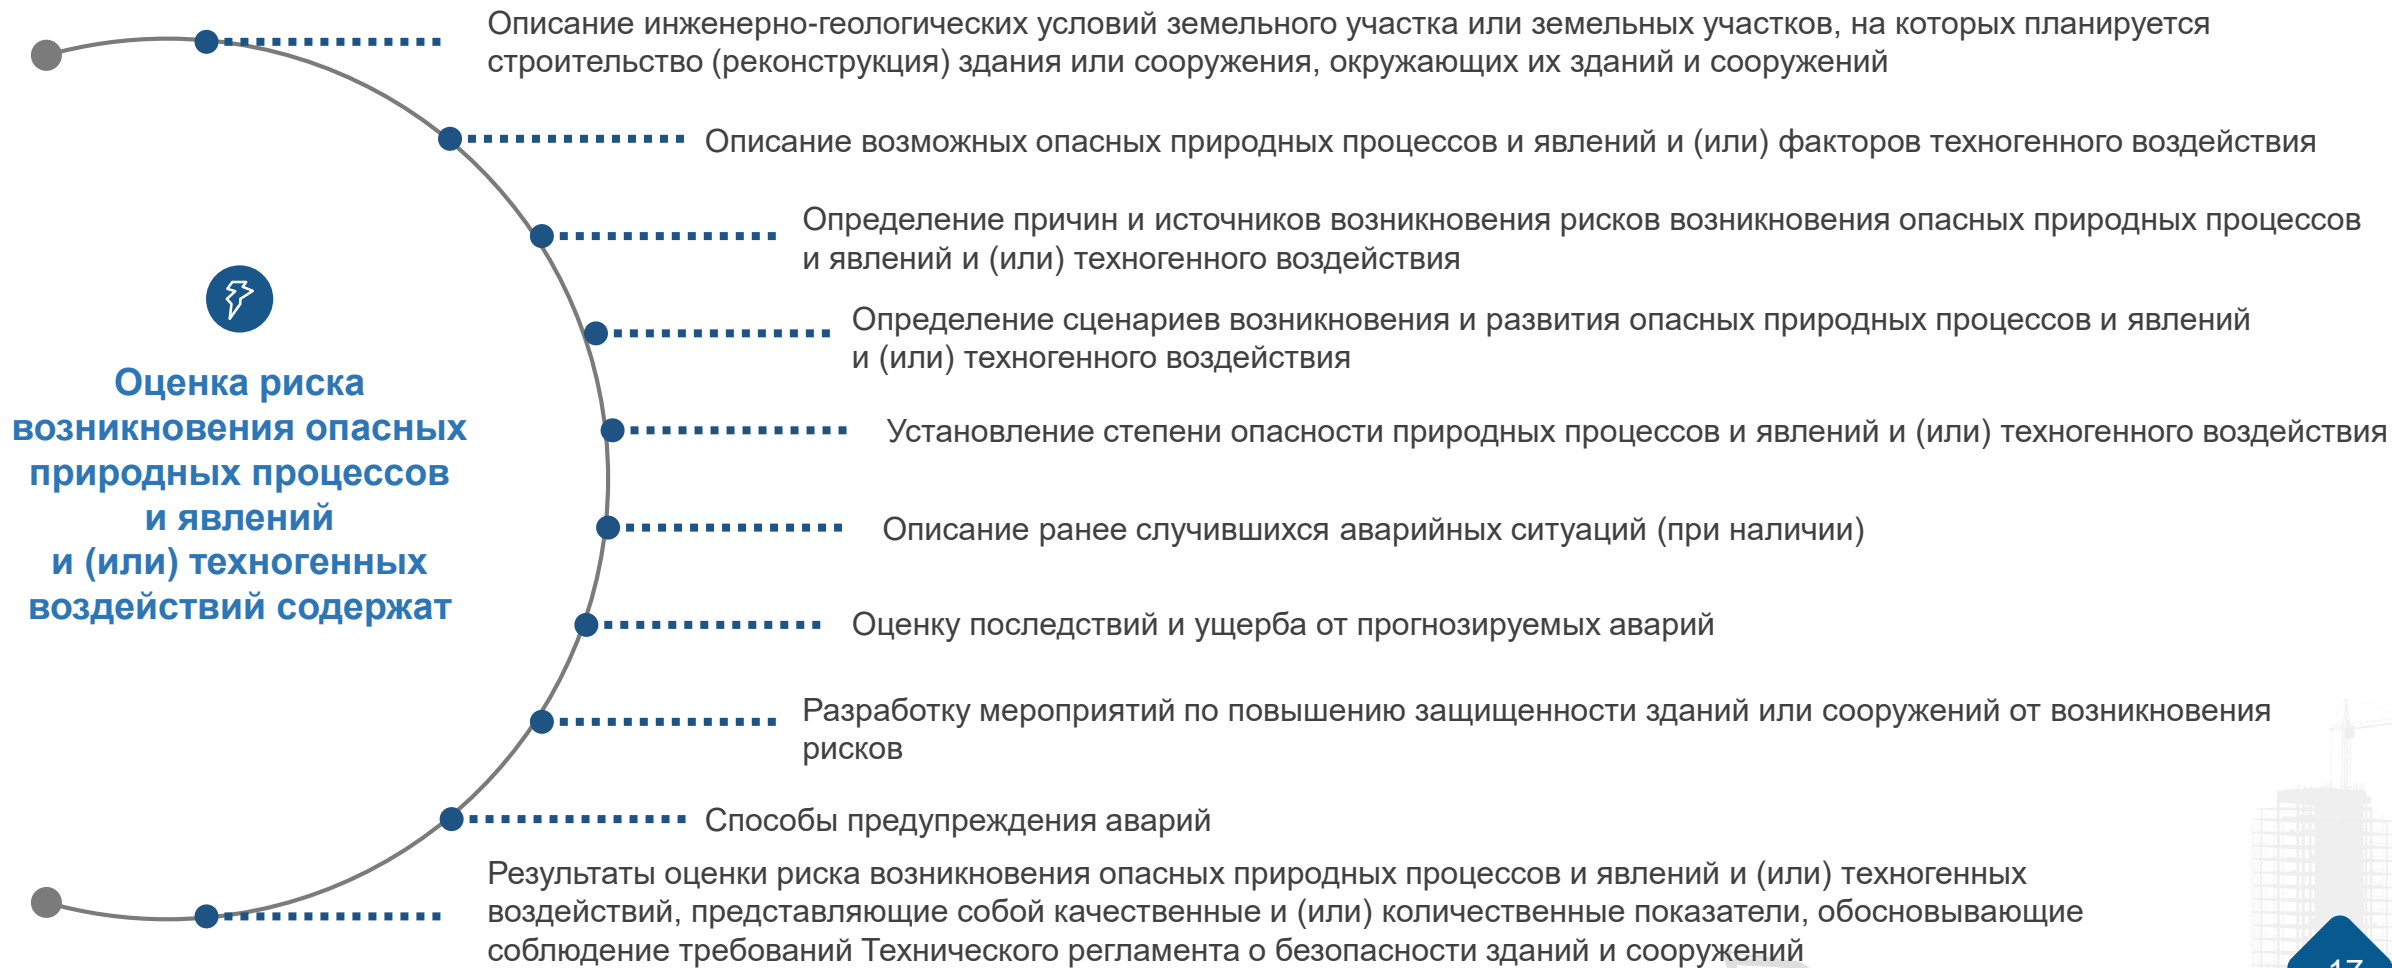 Описание инженерно-геологических условий земельного участка или земельных участков, на которых планируется
строительство (реконструкция) здания или сооружения, окружающих их зданий и сооружений
Описание возможных опасных природных процессов и явлений и (или) факторов техногенного воздействия
Определение причин и источников возникновения рисков возникновения опасных природных процессов
и явлений и (или) техногенного воздействия
Определение сценариев возникновения и развития опасных природных процессов и явлений
и (или) техногенного воздействия
Оценка риска
возникновения опасных
природных процессов
и явлений
и (или) техногенных
воздействий содержат
Установление степени опасности природных процессов и явлений и (или) техногенного воздействия
Описание ранее случившихся аварийных ситуаций (при наличии)
Оценку последствий и ущерба от прогнозируемых аварий
Разработку мероприятий по повышению защищенности зданий или сооружений от возникновения
рисков
Способы предупреждения аварий
Результаты оценки риска возникновения опасных природных процессов и явлений и (или) техногенных
воздействий, представляющие собой качественные и (или) количественные показатели, обосновывающие
соблюдение требований Технического регламента о безопасности зданий и сооружений
17